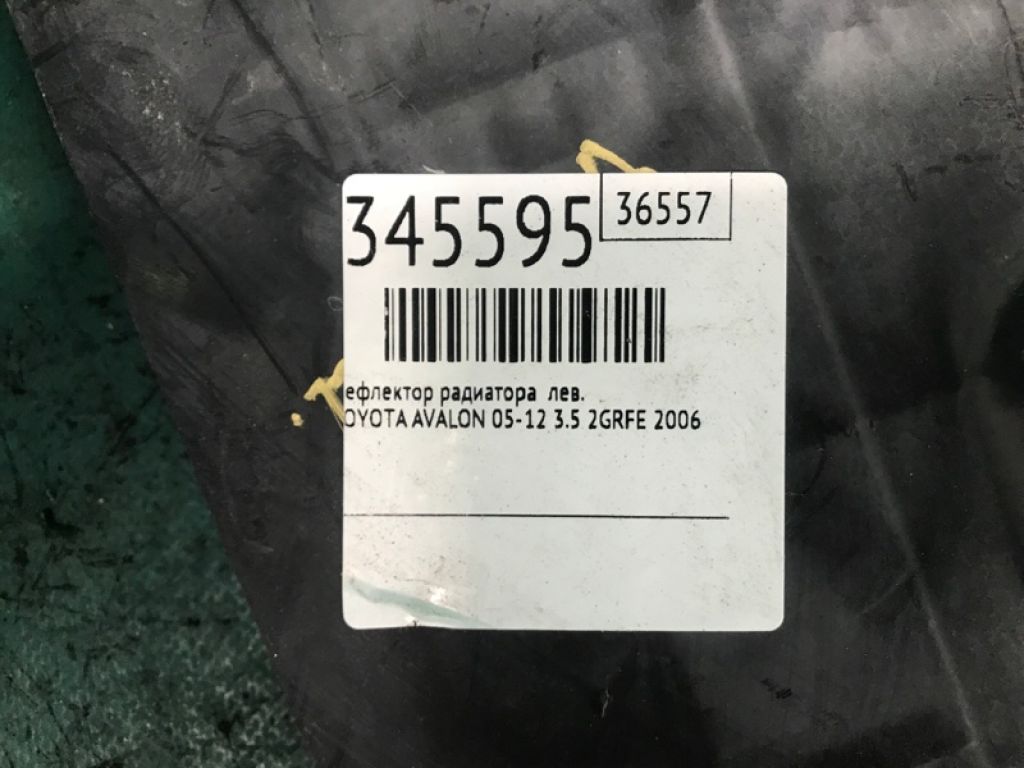 345595
36557
ефлектор радиатора лев.
OYOTA AVALON 05-12 3.5 2GRFE 2006